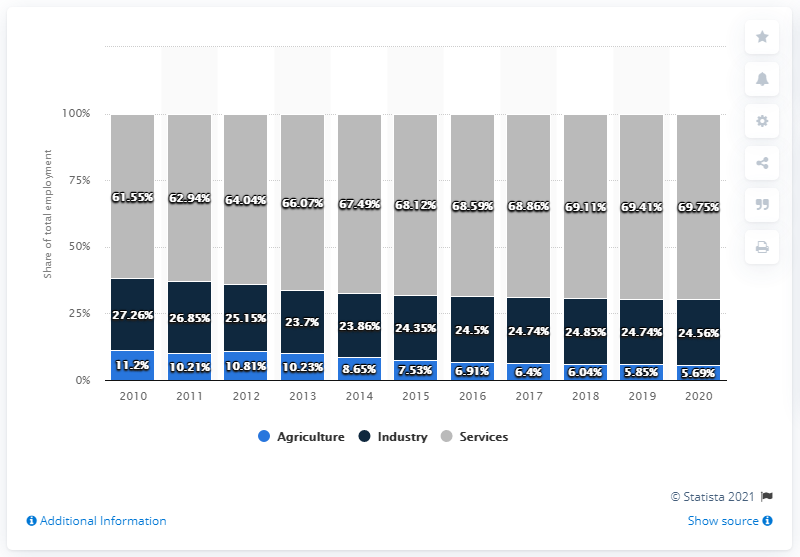 Share of total employment
100%
75%
50%
25%
0%
61.55% 62.94% 64.04% 66.07% 67.49% 68.12% 68.59% 68.86% 69.11% 69.41% 69.75%
27.26% 26.85% 25.15% 23.7% 23.86% 24.35% 24.5% 24.74% 24.85% 24.74% 24.56%
11.2% 10.21% 10.81% 10.23% 8.65% 7.53% 6.91% 6.4% 6.04% 5.85% 5.69%
2010 2011 2012 2013 2014 2015 2016 2017 2018 2019 2020
Agriculture Industry Services
© Statista 2021
Additional Information Show source